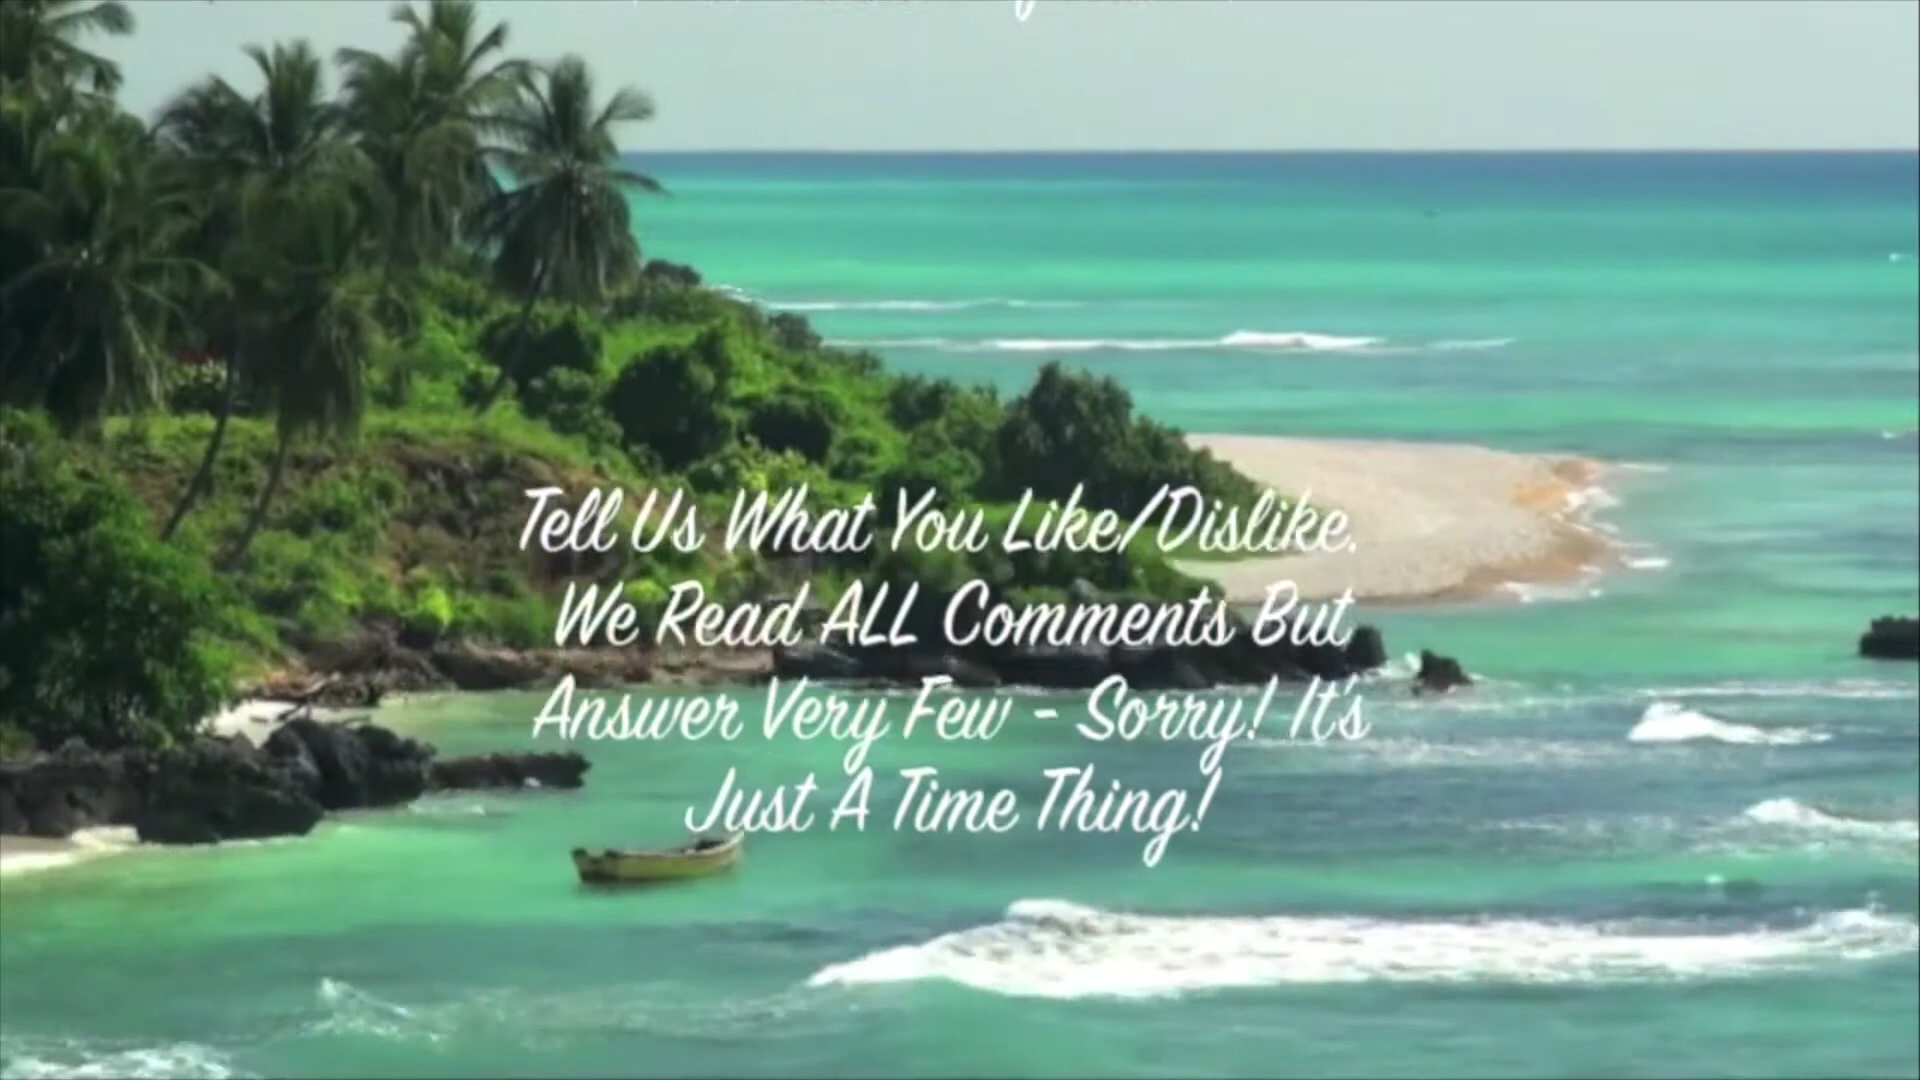 Tell Us What You Like/Dislike.
We Read ALL Comments But
Answer Very Few - Sorry! It's
Just A Time Thing!